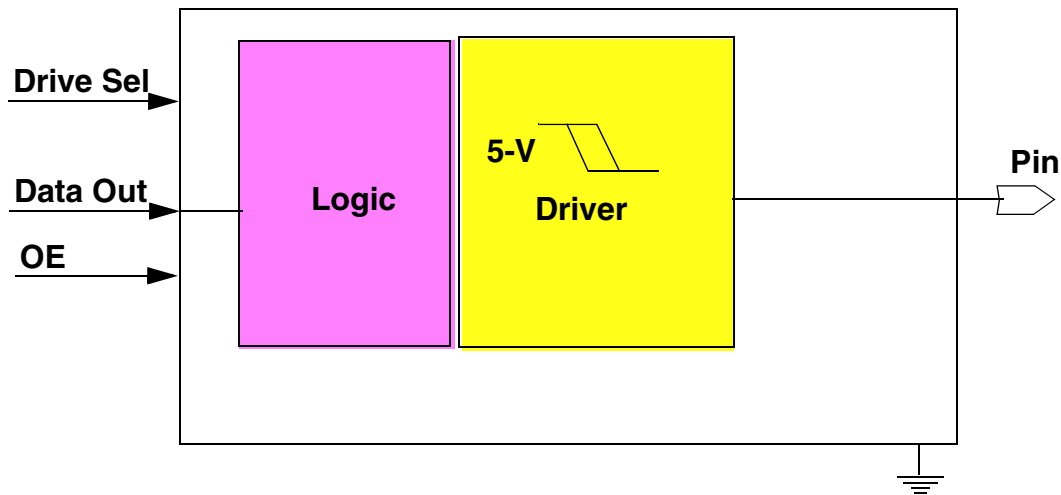 Drive Sel
Data Out
OE
Logic
5-V
Driver
Pin